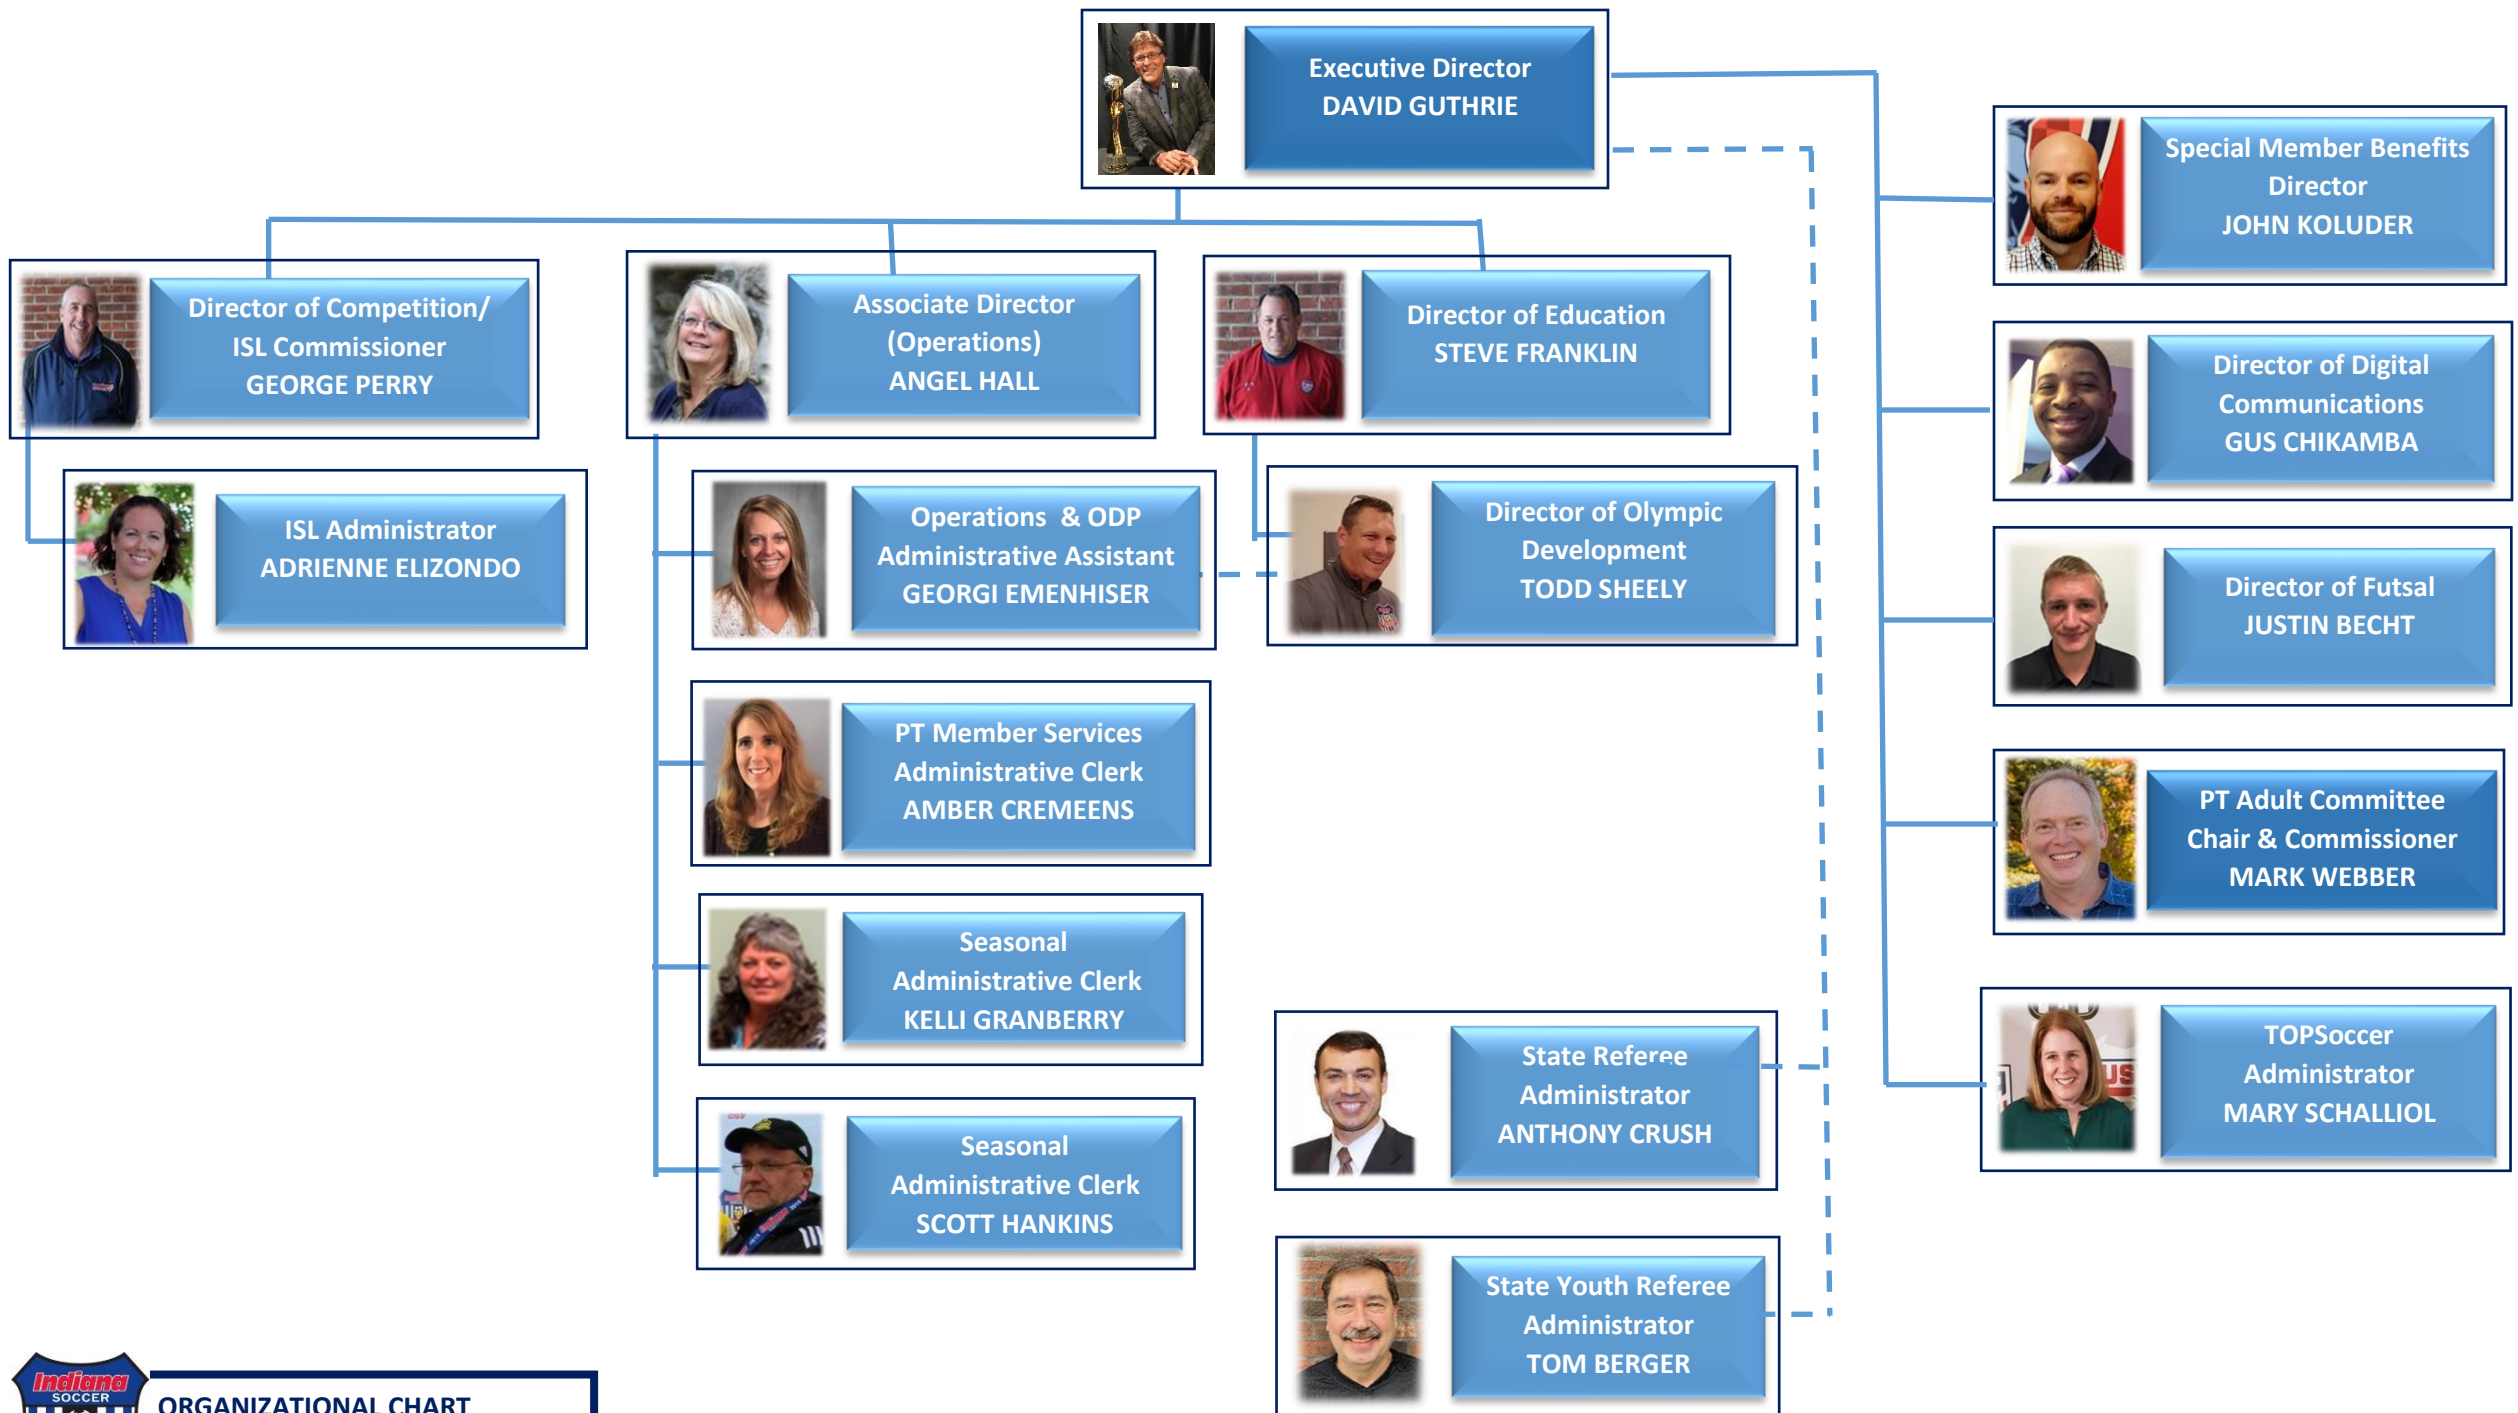 Executive Director
DAVID GUTHRIE
Special Member Benefits
Director
JOHN KOLUDER
Director of Competition/
ISL Commissioner
GEORGE PERRY
Associate Director
(Operations)
ANGEL HALL
Director of Education
STEVE FRANKLIN
Director of Digital
Communications
GUS CHIKAMBA
ISL Administrator
ADRIENNE ELIZONDO
Operations & ODP
Administrative Assistant
GEORGI EMENHISER
Director of Olympic
Development
TODD SHEELY
Director of Futsal
JUSTIN BECHT
PT Member Services
Administrative Clerk
AMBER CREMEENS
PT Adult Committee
Chair & Commissioner
MARK WEBBER
Seasonal
Administrative Clerk
KELLI GRANBERRY
State Referee
Administrator
ANTHONY CRUSH
TOPSoccer
Administrator
MARY SCHALLIOL
US
Seasonal
Administrative Clerk
SCOTT HANKINS
State Youth Referee
Administrator
TOM BERGER
Indiana
SOCCER
ORGANIZATIONAL CHART